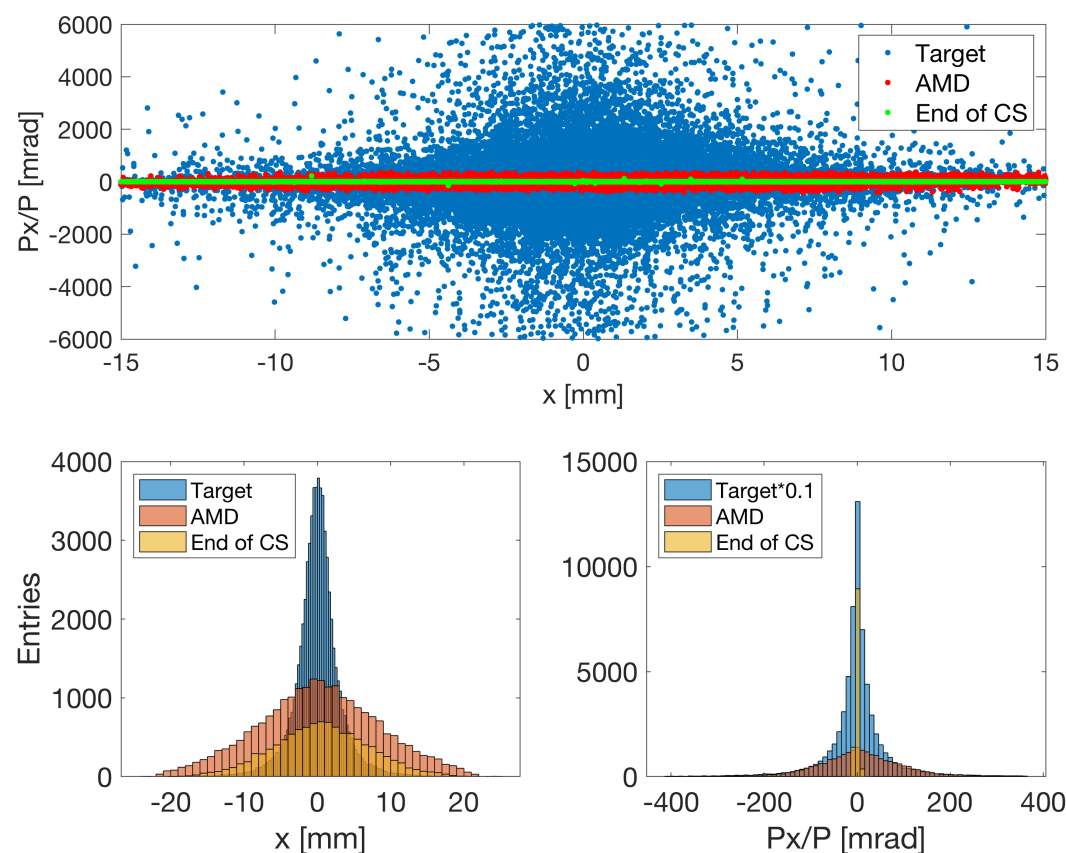 6000
4000
2000
0
-2000
-4000
-6000
Px/P [mrad]
Target
AMD
End of CS
-15 -10 -5 0 5 10 15
x [mm]
4000
3000
2000
1000
0
Entries
Target
AMD
End of CS
-20 -10 0 10 20
x [mm]
15000
10000
5000
0
Target*0.1
AMD
End of CS
-400 -200 0 200 400
Px/P [mrad]